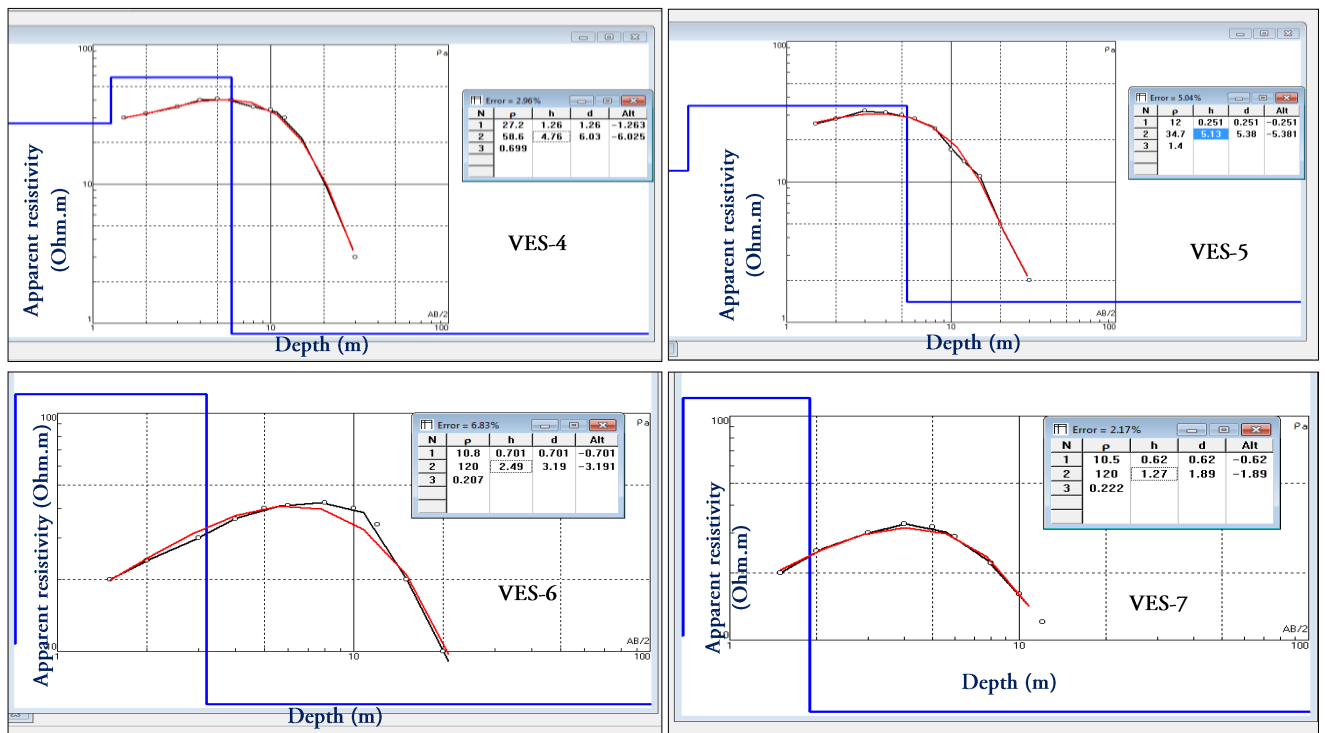 100
Pa
Error = 2.96%
N ρ h d Alt
1 27.2 1.26 1.26 -1.263
2 58.6 4.76 6.03 -6.025
3 0.699
Apparent resistivity
(Ohm.m)
10
VES-4
1
AB/2
1 10 100
Depth (m)
100
Pa
Error = 5.04%
N ρ h d Alt
1 12 0.251 0.251 -0.251
2 34.7 5.13 5.38 -5.381
3 1.4
Apparent resistivity
(Ohm.m)
10
VES-5
1
AB/2
1 10 100
Depth (m)
100
Pa
Error = 6.83%
N ρ h d Alt
1 10.8 0.701 0.701 -0.701
2 120 2.49 3.19 -3.191
3 0.207
Apparent resistivity (Ohm.m)
VES-6
AB/2
1 10 100
Depth (m)
100
Pa
Error = 2.17%
N ρ h d Alt
1 10.5 0.62 0.62 -0.62
2 120 1.27 1.89 -1.89
3 0.222
Apparent resistivity
(Ohm.m)
VES-7
AB/2
1 10 100
Depth (m)